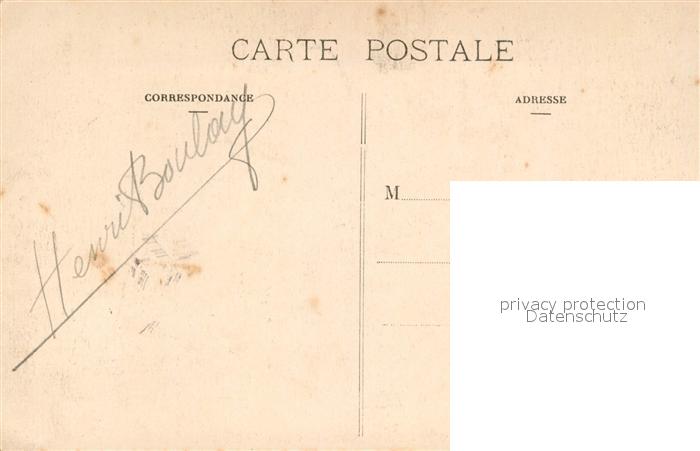 CARTE POSTALE
CORRESPONDANCE
ADRESSE
Henri Boulay
M
privacy protection
Datenschutz